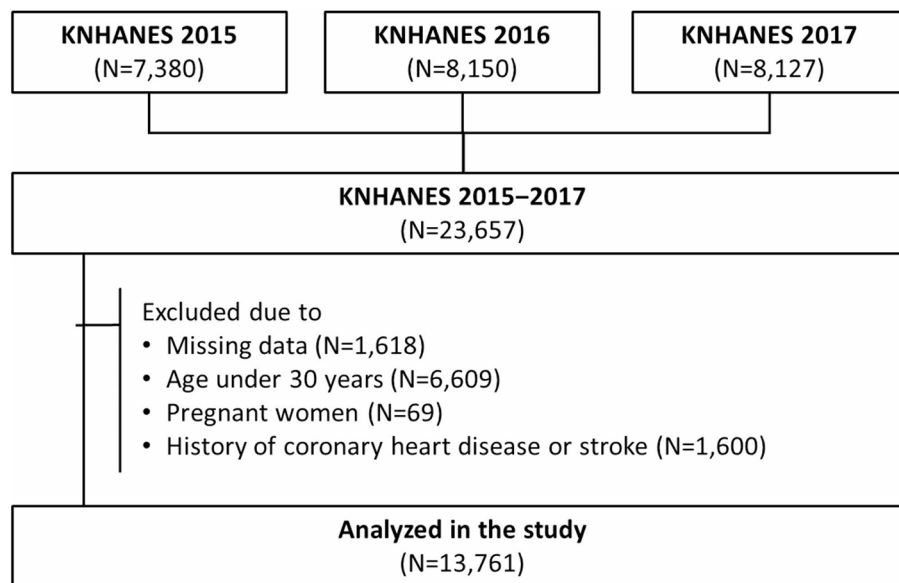 KNHANES 2015
(N=7,380)
KNHANES 2016
(N=8,150)
KNHANES 2017
(N=8,127)
KNHANES 2015–2017
(N=23,657)
Excluded due to
• Missing data (N=1,618)
• Age under 30 years (N=6,609)
• Pregnant women (N=69)
• History of coronary heart disease or stroke (N=1,600)
Analyzed in the study
(N=13,761)